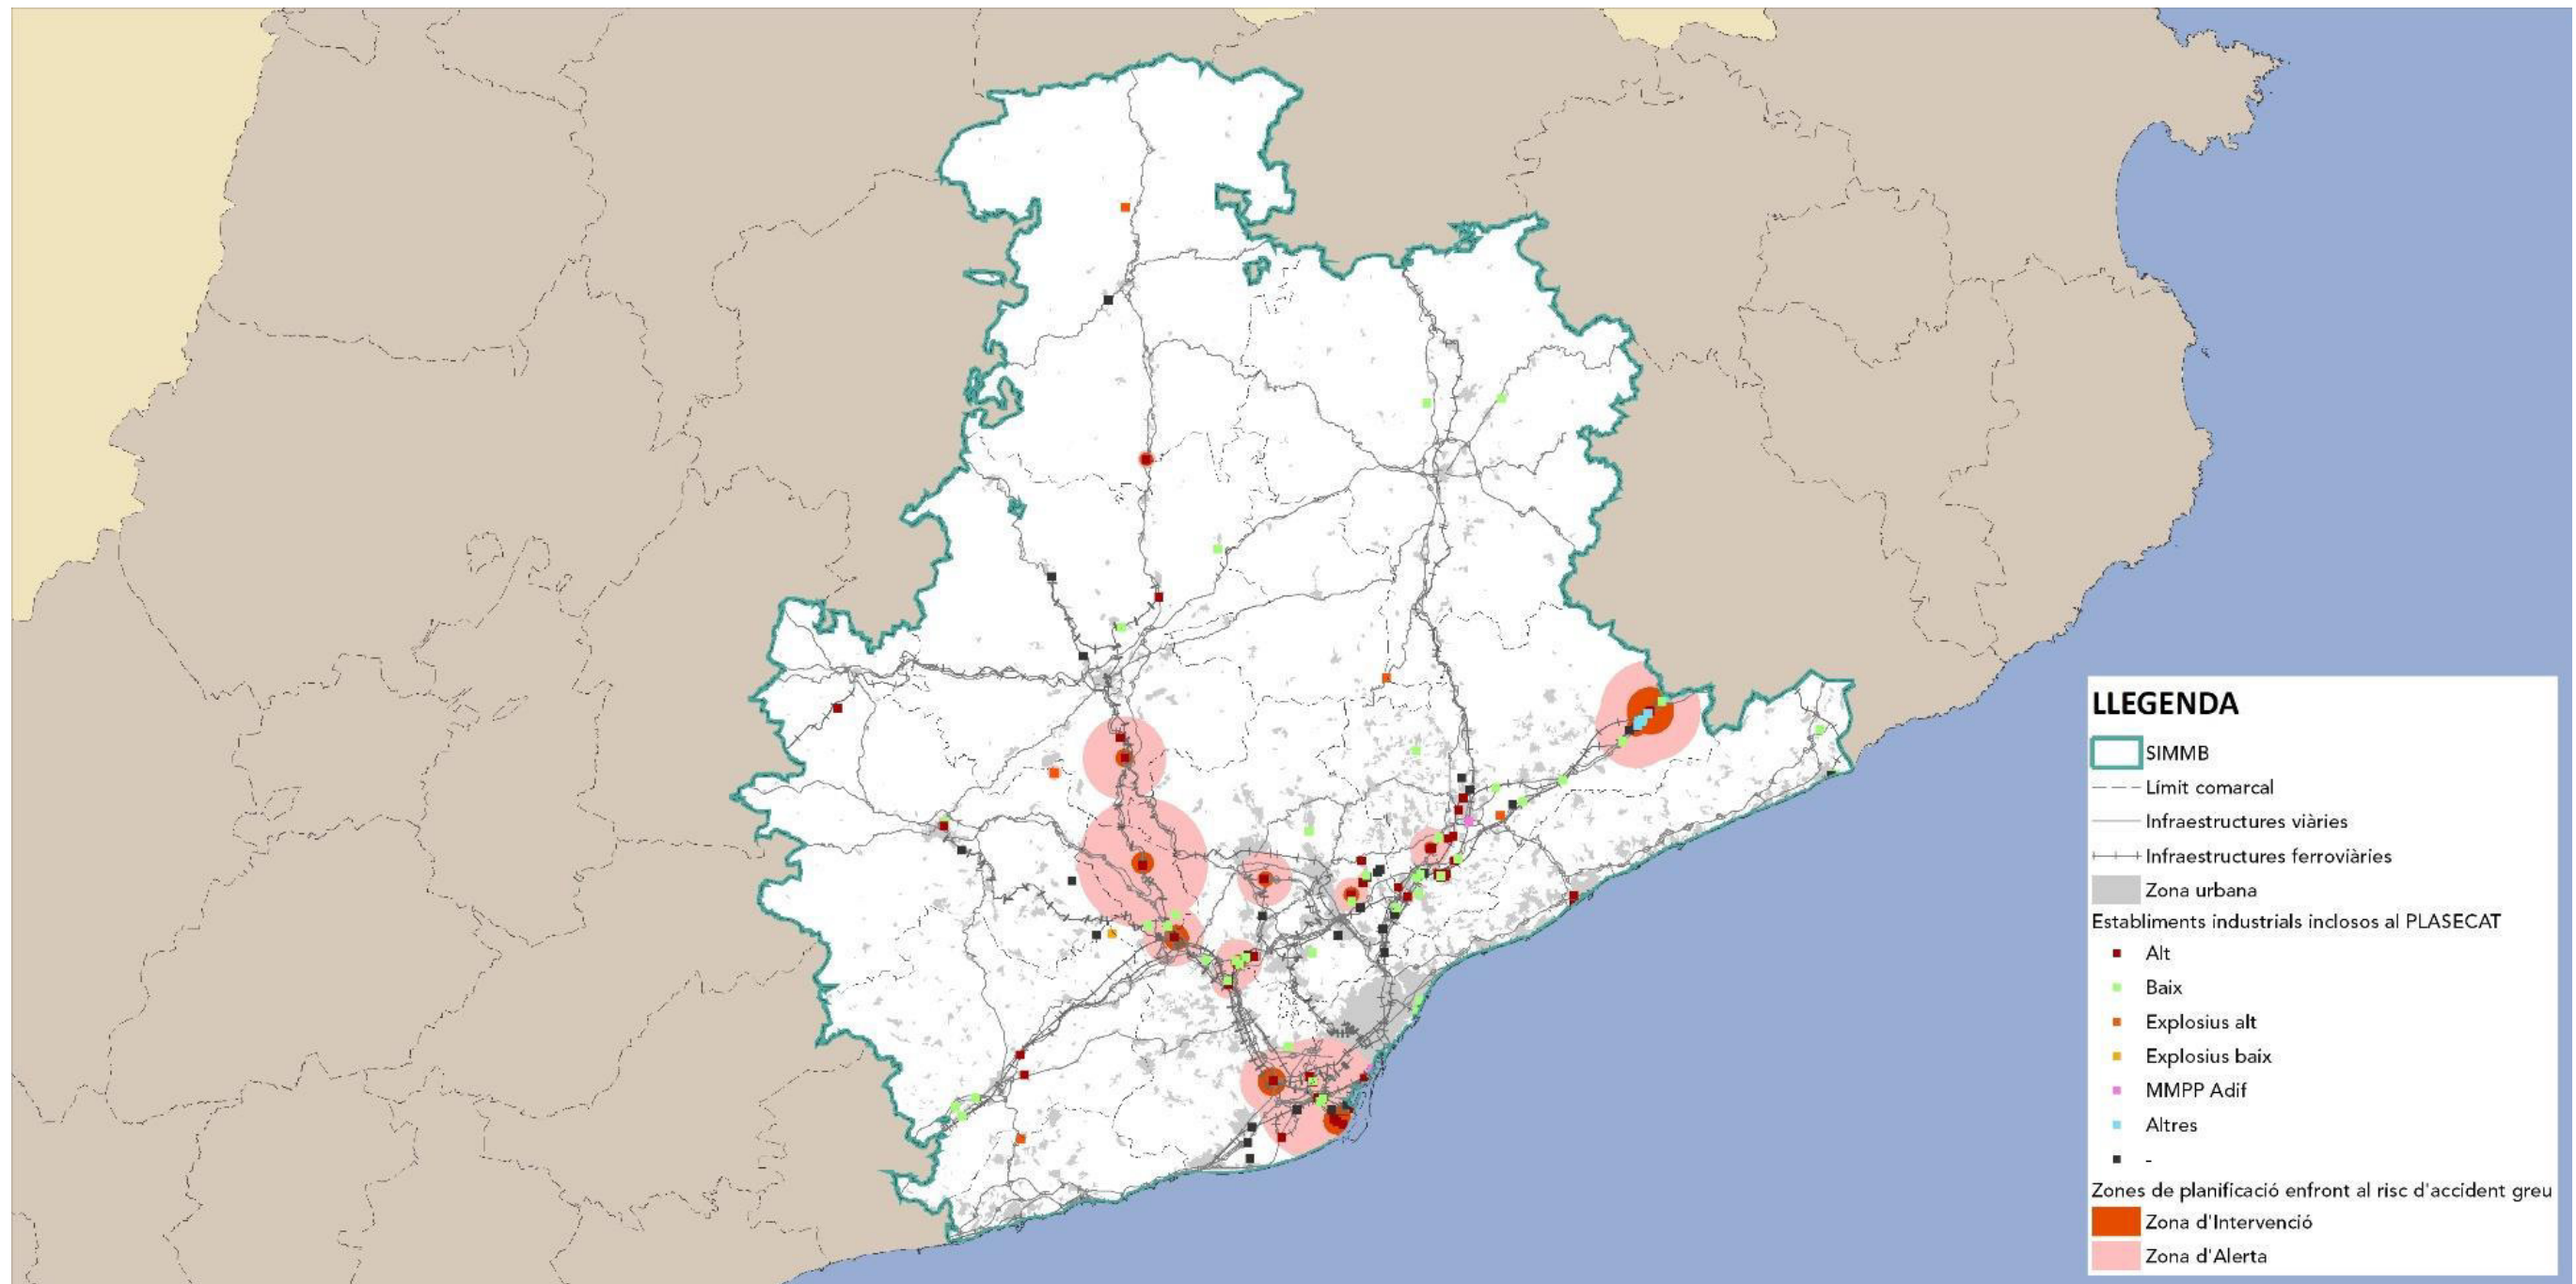 LLEGENDA
SIMMB
Límit comarcal
Infraestructures viàries
Infraestructures ferroviàries
Zona urbana
Establiments industrials inclosos al PLASECAT
Alt
Baix
Explosius alt
Explosius baix
MMPP Adif
Altres
-
Zones de planificació enfront al risc d'accident greu
Zona d'Intervenció
Zona d'Alerta